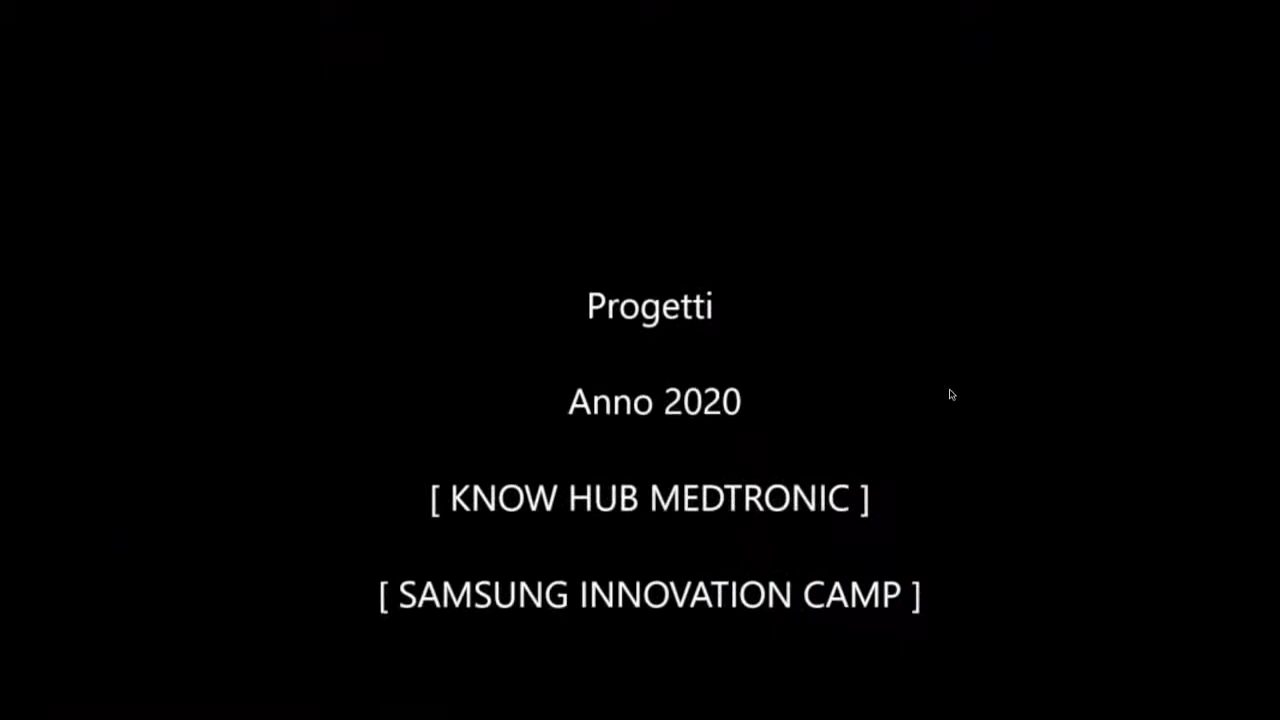 Progetti
Anno 2020
[ KNOW HUB MEDTRONIC ]
[ SAMSUNG INNOVATION CAMP ]